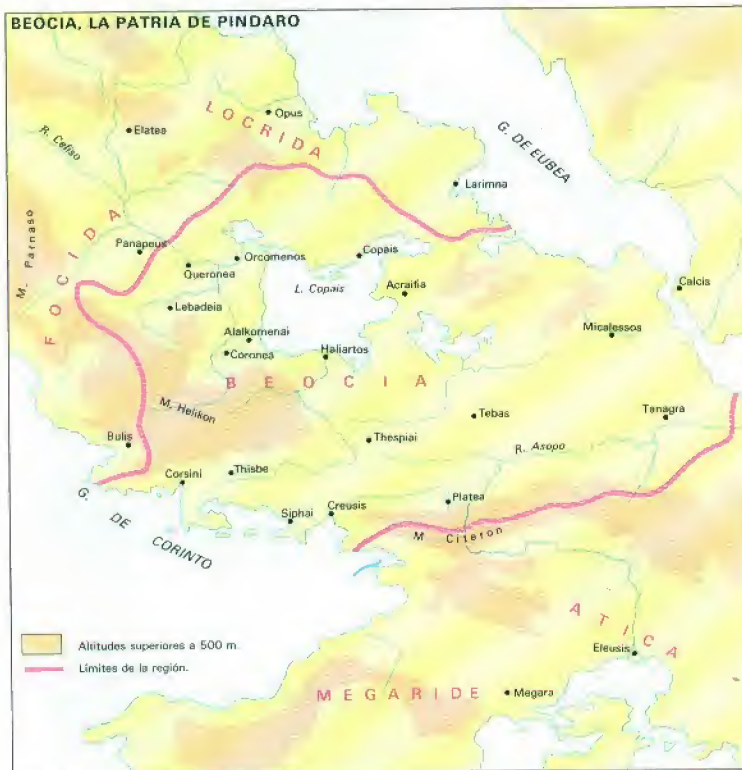 BEOCIA, LA PATRIA DE PINDARO
Opus
LOCRIDA
Elatea
R. Cefiso
G. DE EUBEA
Larimna
M. Parnaso
FOCIDA
Panapeus
Queronea
Orcomenos
Copais
L. Copais
Acraifia
Calcis
Lebadeia
Alalkomenai
Micalessos
Coronea
Haliartos
BEOCIA
M. Helikon
Tebas
Tanagra
Bulis
Thespiai
R. Asopo
Corsini
Thisbe
Platea
Siphai
Creusis
G. DE CORINTO
M. Citeron
ATICA
Altitudes superiores a 500 m.
Límites de la región.
Eleusis
MEGARIDE
Megara